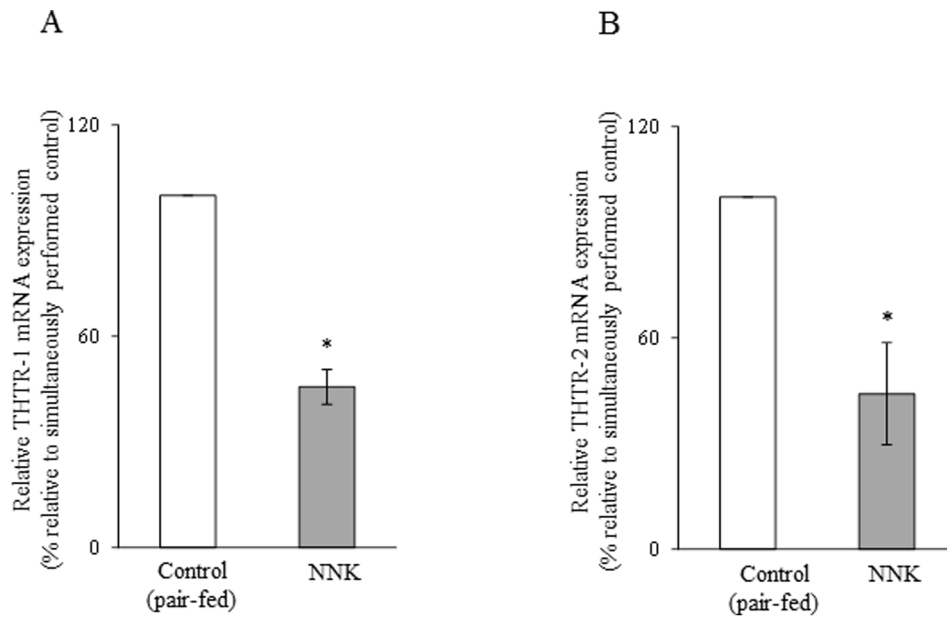 A
Relative THTR-1 mRNA expression
(% relative to simultaneously performed control)
120
60
0
*
Control
(pair-fed)
NNK
B
Relative THTR-2 mRNA expression
(% relative to simultaneously performed control)
120
60
0
*
Control
(pair-fed)
NNK